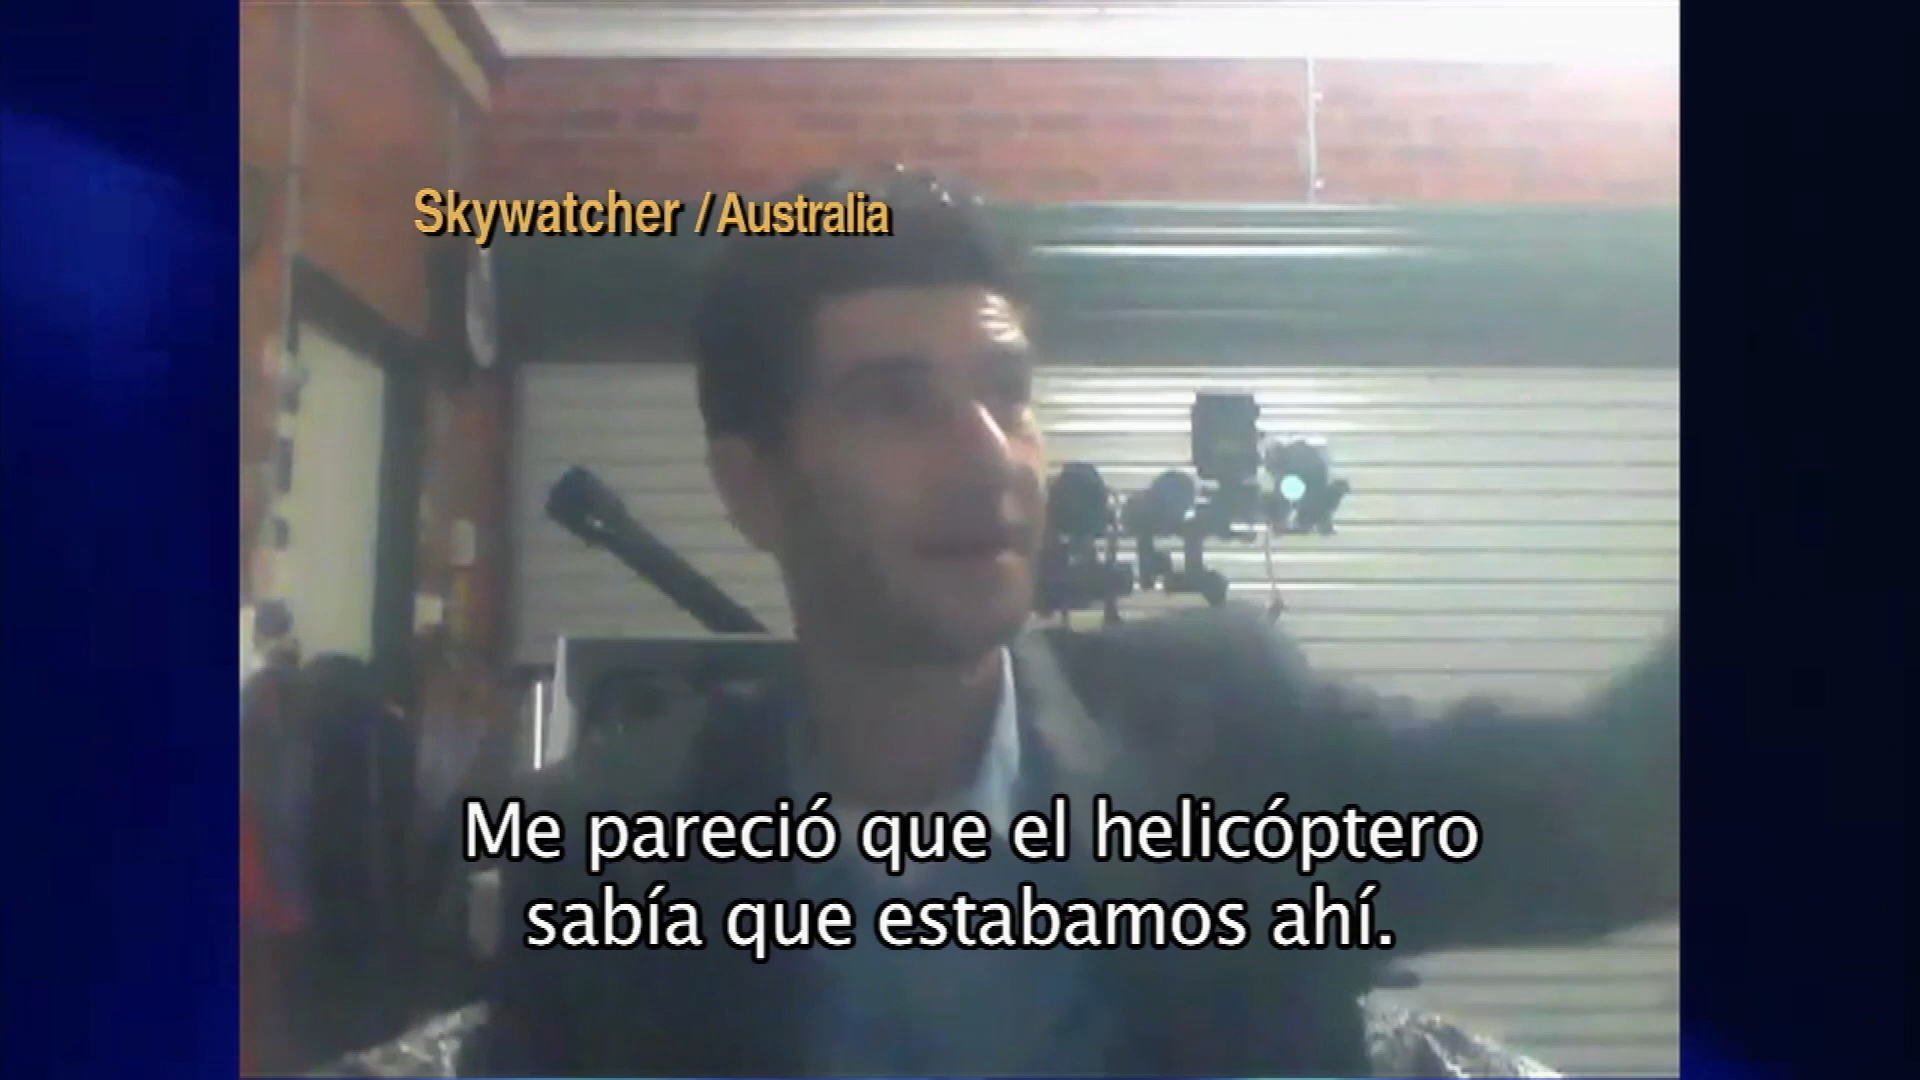 Skywatcher / Australia
Me pareció que el helicóptero
sabía que estabamos ahí.